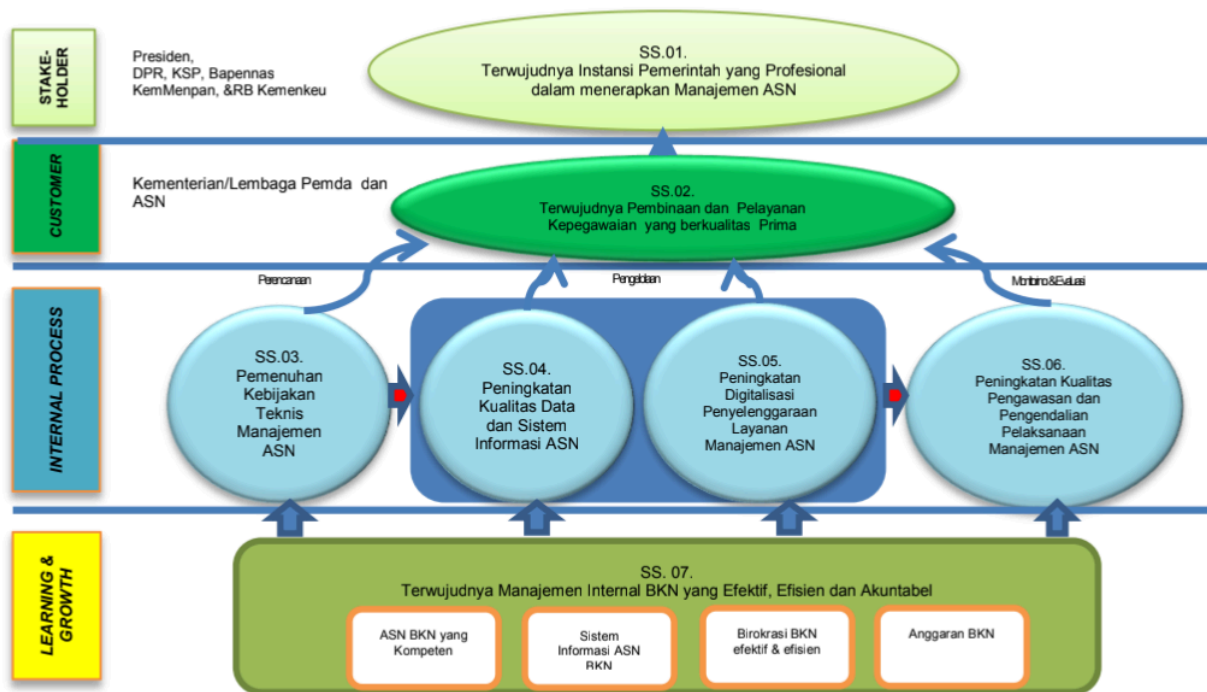 STAKE-
HOLDER
Presiden,
DPR, KSP, Bapennas
KemMenpan, &RB Kemenkeu
SS.01.
Terwujudnya Instansi Pemerintah yang Profesional
dalam menerapkan Manajemen ASN
CUSTOMER
Kementerian/Lembaga Pemda dan
ASN
SS.02.
Terwujudnya Pembinaan dan Pelayanan
Kepegawaian yang berkualitas Prima
Perencanaan
Pengelolaan
Monitoring & Evaluasi
INTERNAL PROCESS
SS.03.
Pemenuhan
Kebijakan
Teknis
Manajemen
ASN
SS.04.
Peningkatan
Kualitas Data
dan Sistem
Informasi ASN
SS.05.
Peningkatan
Digitalisasi
Penyelenggaraan
Layanan
Manajemen ASN
SS.06.
Peningkatan Kualitas
Pengawasan dan
Pengendalian
Pelaksanaan
Manajemen ASN
LEARNING &
GROWTH
SS. 07.
Terwujudnya Manajemen Internal BKN yang Efektif, Efisien dan Akuntabel
ASN BKN yang
Kompeten
Sistem
Informasi ASN
BKN
Birokrasi BKN
efektif & efisien
Anggaran BKN